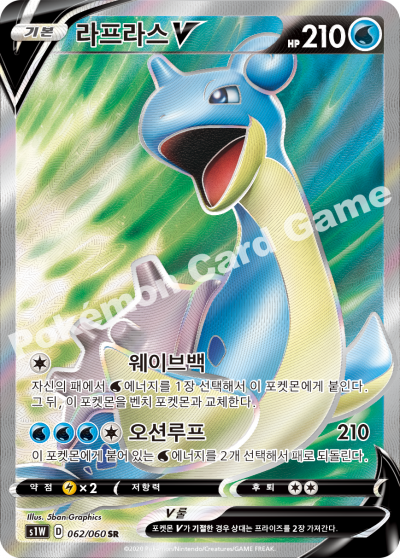 기본 라프라스V HP210
Pokémon Card Game
웨이브백
자신의 패에서 에너지를 1장 선택해서 이 포켓몬에게 붙인다.
그 뒤, 이 포켓몬을 벤치 포켓몬과 교체한다.
오션루프 210
이 포켓몬에게 붙어 있는 에너지를 2개 선택해서 패로 되돌린다.
약점 ×2 저항력 후퇴
Illus. 5ban Graphics
s1W D 062/060 SR
V룰
포켓몬V가 기절한 경우 상대는 프라이즈를 2장 가져간다.
©2020 Pokémon/Nintendo/Creatures/GAME FREAK.